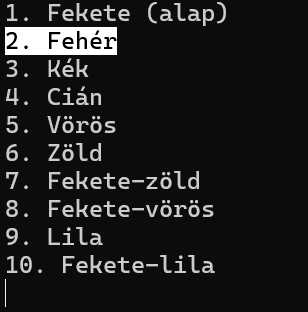 1. Fekete (alap)
2. Fehér
3. Kék
4. Cián
5. Vörös
6. Zöld
7. Fekete-zöld
8. Fekete-vörös
9. Lila
10. Fekete-lila